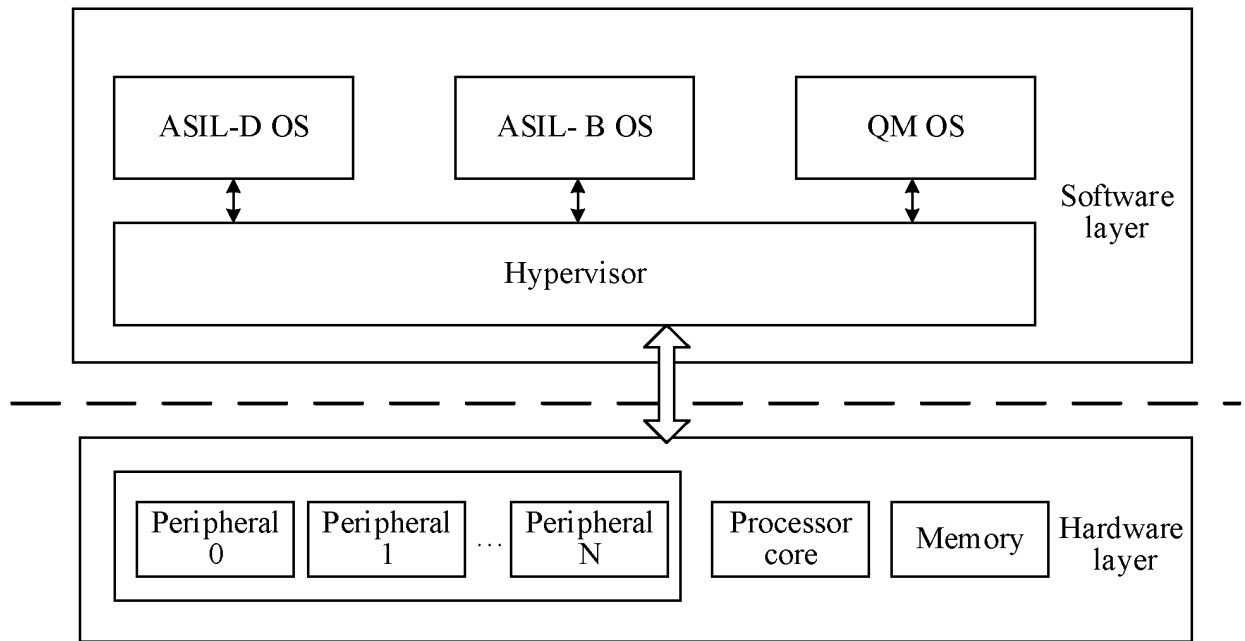 ASIL-D OS
ASIL- B OS
QM OS
Software
layer
Hypervisor
Peripheral
0
Peripheral
1
...
Peripheral
N
Processor
core
Memory
Hardware
layer